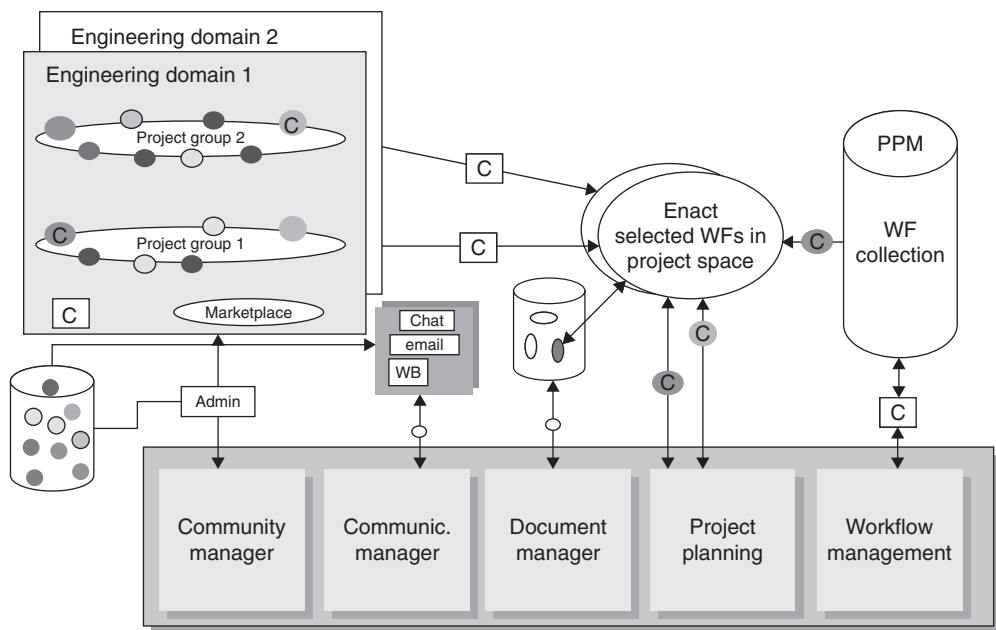 Engineering domain 2
Engineering domain 1
C
Project group 2
C
Project group 1
C
Marketplace
C
C
Enact
selected WFs in
project space
C
PPM
WF
collection
Chat
email
WB
C
C
C
Admin
Community
manager
Communic.
manager
Document
manager
Project
planning
Workflow
management